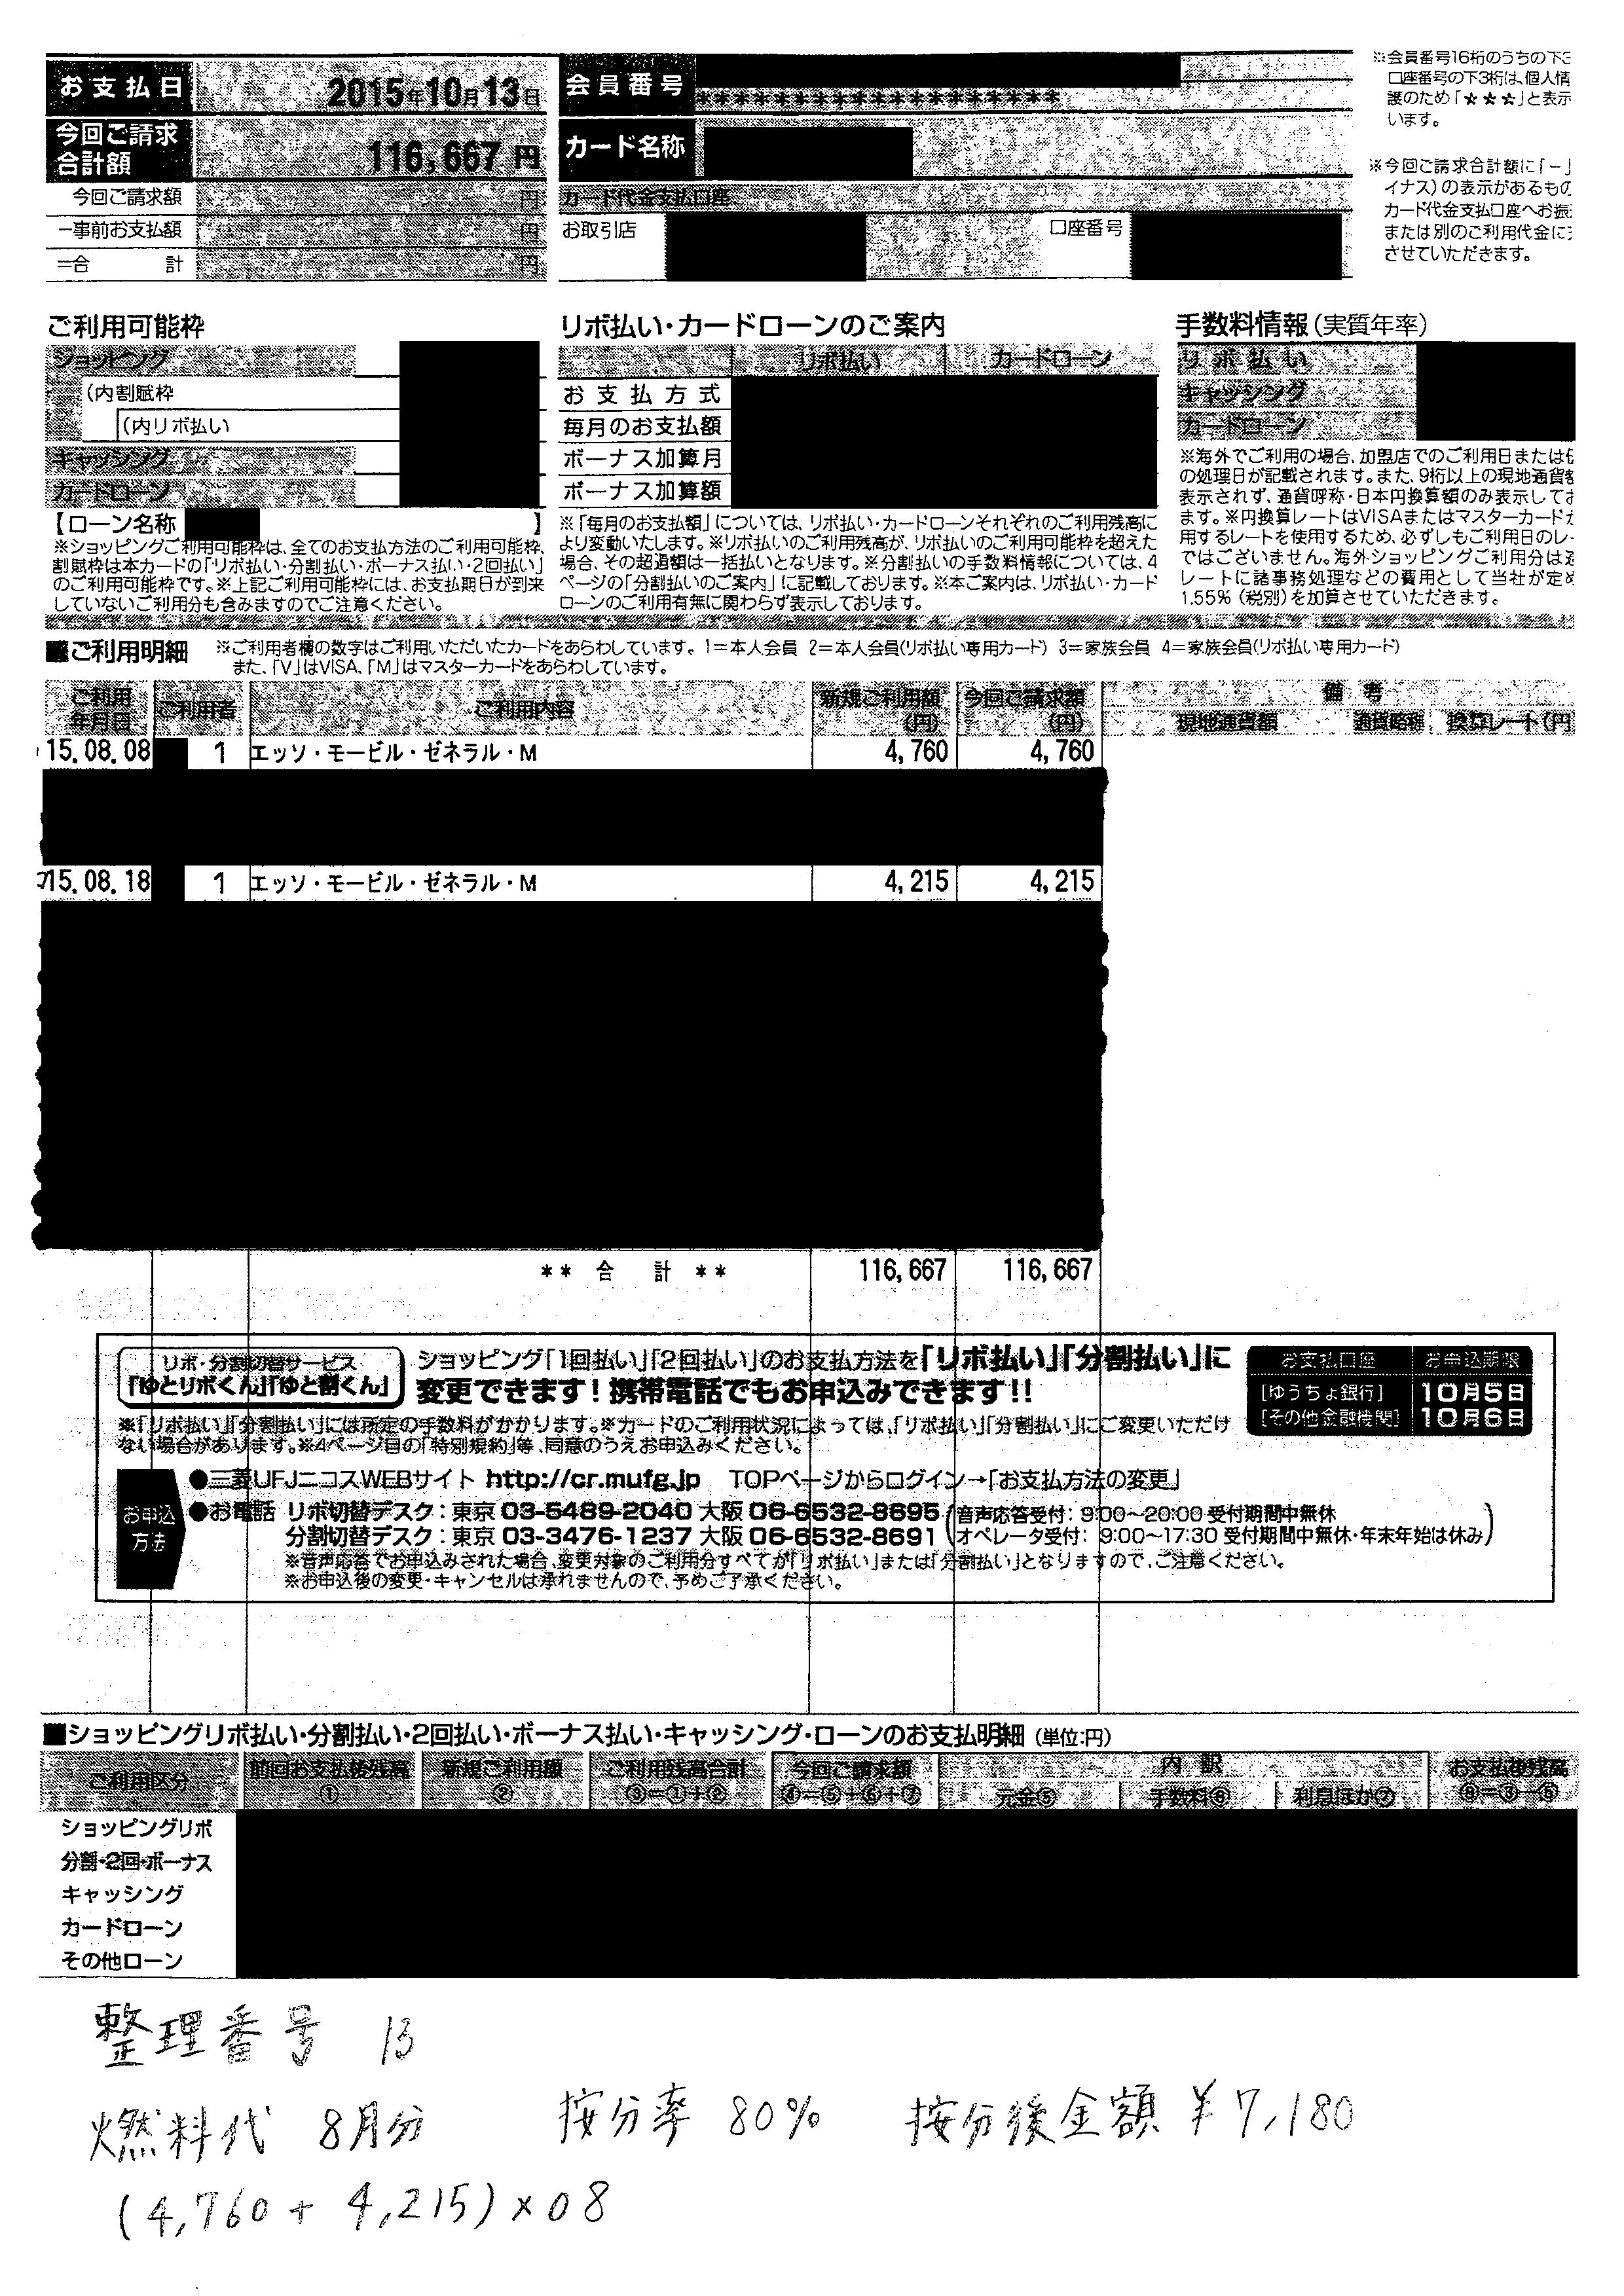 お支払日 2015年10月13日
今回ご請求合計額 116,667円
今回ご請求額 円
−事前お支払額 円
=合 計 円
会員番号 *******************
カード名称
カード代金支払口座
お取引店 口座番号
※会員番号16桁のうちの下3
口座番号の下3桁は、個人情
護のため「★★★」と表示
います。
※今回ご請求合計額に「−」
イナス)の表示があるもの
カード代金支払口座へお振
または別のご利用代金に
させていただきます。
ご利用可能枠
ショッピング
(内割賦枠
(内リボ払い
キャッシング
カードローン
【ローン名称 】
※ショッピングご利用可能枠は、全てのお支払方法のご利用可能枠、
割賦枠は本カードの「リボ払い・分割払い・ボーナス払い・2回払い」
のご利用可能枠です。※上記ご利用可能枠には、お支払期日が到来
していないご利用分も含みますのでご注意ください。
リボ払い・カードローンのご案内
リボ払い カードローン
お支払方式
毎月のお支払額
ボーナス加算月
ボーナス加算額
※「毎月のお支払額」については、リボ払い・カードローンそれぞれのご利用残高に
より変動いたします。※リボ払いのご利用残高が、リボ払いのご利用可能枠を超えた
場合、その超過額は一括払いとなります。※分割払いの手数料情報については、4
ページの「分割払いのご案内」に記載しております。※本ご案内は、リボ払い・カード
ローンのご利用有無に関わらず表示しております。
手数料情報(実質年率)
リボ払い
キャッシング
カードローン
※海外でご利用の場合、加盟店でのご利用日または
の処理日が記載されます。また、9桁以上の現地通貨
表示されず、通貨呼称・日本円換算額のみ表示してお
ます。※円換算レートはVISAまたはマスターカードが
用するレートを使用するため、必ずしもご利用日のレー
ではございません。海外ショッピングご利用分は
レートに諸事務処理などの費用として当社が定め
1.55%(税別)を加算させていただきます。
■ご利用明細 ※ご利用者欄の数字はご利用いただいたカードをあらわしています。1=本人会員 2=本人会員(リボ払い専用カード) 3=家族会員 4=家族会員(リボ払い専用カード)
また、「V」はVISA、「M」はマスターカードをあらわしています。
ご利用年月日 ご利用者 ご利用内容 新規ご利用額(円) 今回ご請求額(円) 備考
現地通貨額 通貨略称 換算レート(円
15.08.08 1 エッソ・モービル・ゼネラル・M 4,760 4,760
15.08.18 1 エッソ・モービル・ゼネラル・M 4,215 4,215
** 合 計 ** 116,667 116,667
リボ・分割切替サービス
「ゆとリボくん」「ゆと割くん」
ショッピング「1回払い」「2回払い」のお支払方法を「リボ払い」「分割払い」に
変更できます!携帯電話でもお申込みできます!!
お支払口座 お申込期限
[ゆうちょ銀行] 10月5日
[その他金融機関] 10月6日
※「リボ払い」「分割払い」には所定の手数料がかかります。※カードのご利用状況によっては、「リボ払い」「分割払い」にご変更いただけ
ない場合があります。※4ページ目の「特別規約」等、同意のうえお申込みください。
お申込方法
●三菱UFJニコスWEBサイト http://cr.mufg.jp TOPページからログイン→「お支払方法の変更」
●お電話 リボ切替デスク:東京 03-5489-2040 大阪 06-6532-8695 (音声応答受付: 9:00〜20:00 受付期間中無休
分割切替デスク:東京 03-3476-1237 大阪 06-6532-8691 オペレータ受付: 9:00〜17:30 受付期間中無休・年末年始は休み)
※音声応答でお申込みされた場合、変更対象のご利用分すべてが「リボ払い」または「分割払い」となりますので、ご注意ください。
※お申込後の変更・キャンセルは承れませんので、予めご了承ください。
■ショッピングリボ払い・分割払い・2回払い・ボーナス払い・キャッシング・ローンのお支払明細(単位:円)
ご利用区分 前回お支払後残高① 新規ご利用額② ご利用残高合計③=①+② 今回ご請求額④=⑤+⑥+⑦ 内訳 お支払後残高⑧=③−⑤
元金⑤ 手数料⑥ 利息ほか⑦
ショッピングリボ
分割・2回・ボーナス
キャッシング
カードローン
その他ローン
整理番号 13
燃料代 8月分 按分率 80% 按分後金額 ¥7,180
(4,760 + 4,215) × 08